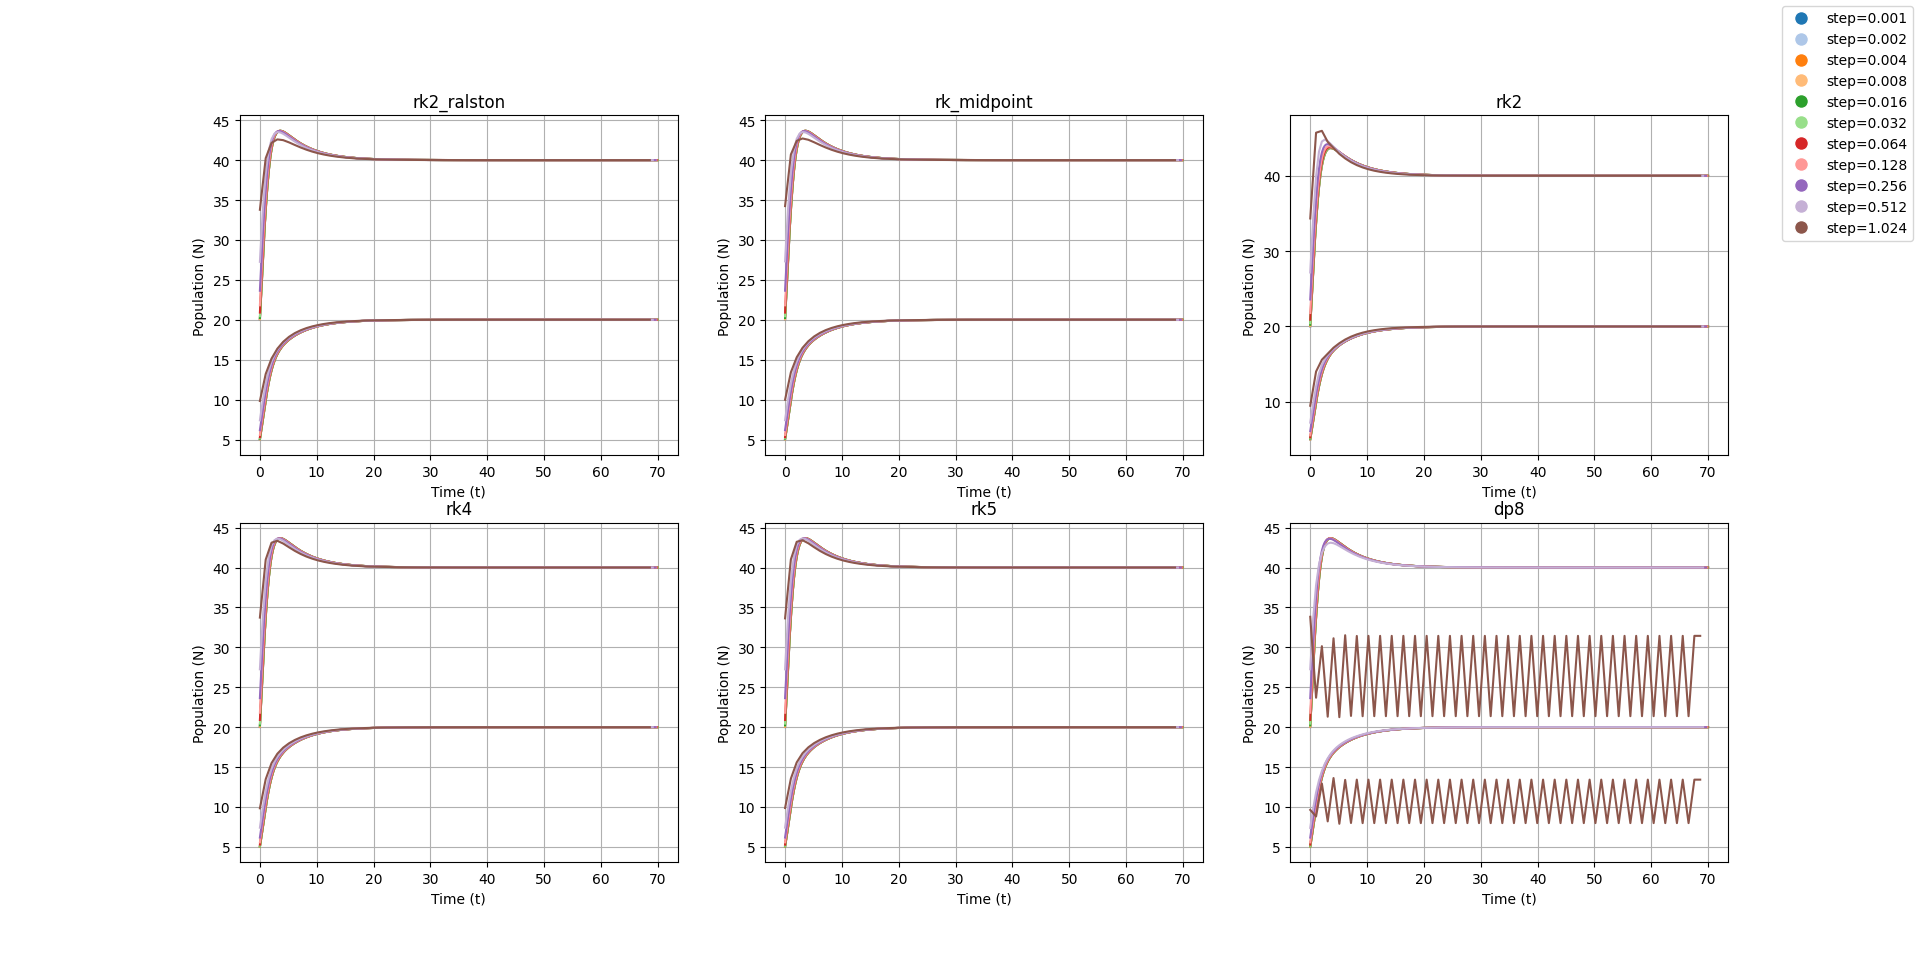 step=0.001
step=0.002
step=0.004
step=0.008
step=0.016
step=0.032
step=0.064
step=0.128
step=0.256
step=0.512
step=1.024
rk2_ralston
Population (N)
45
40
35
30
25
20
15
10
5
0 10 20 30 40 50 60 70
Time (t)
rk_midpoint
Population (N)
45
40
35
30
25
20
15
10
5
0 10 20 30 40 50 60 70
Time (t)
rk2
Population (N)
40
30
20
10
0 10 20 30 40 50 60 70
Time (t)
rk4
Population (N)
45
40
35
30
25
20
15
10
5
0 10 20 30 40 50 60 70
Time (t)
rk5
Population (N)
45
40
35
30
25
20
15
10
5
0 10 20 30 40 50 60 70
Time (t)
dp8
Population (N)
45
40
35
30
25
20
15
10
5
0 10 20 30 40 50 60 70
Time (t)